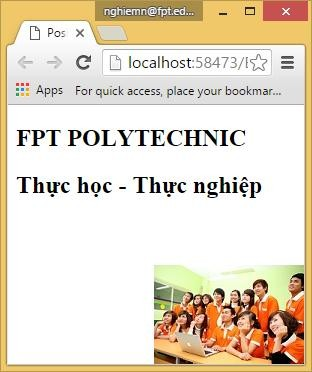 nghiemn@fpt.ed...
Pos
localhost:58473/
Apps For quick access, place your bookmar...
FPT POLYTECHNIC
Thực học - Thực nghiệp